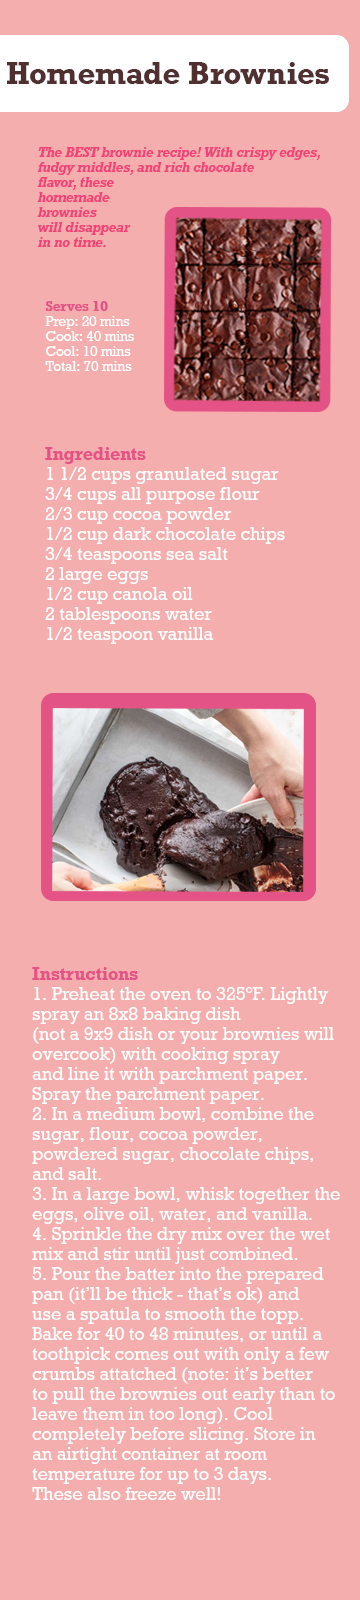 Homemade Brownies
The BEST brownie recipe! With crispy edges,
fudgy middles, and rich chocolate
flavor, these
homemade
brownies
will disappear
in no time.
Serves 10
Prep: 20 mins
Cook: 40 mins
Cool: 10 mins
Total: 70 mins
Ingredients
1 1/2 cups granulated sugar
3/4 cups all purpose flour
2/3 cup cocoa powder
1/2 cup dark chocolate chips
3/4 teaspoons sea salt
2 large eggs
1/2 cup canola oil
2 tablespoons water
1/2 teaspoon vanilla
Instructions
1. Preheat the oven to 325°F. Lightly
spray an 8x8 baking dish
(not a 9x9 dish or your brownies will
overcook) with cooking spray
and line it with parchment paper.
Spray the parchment paper.
2. In a medium bowl, combine the
sugar, flour, cocoa powder,
powdered sugar, chocolate chips,
and salt.
3. In a large bowl, whisk together the
eggs, olive oil, water, and vanilla.
4. Sprinkle the dry mix over the wet
mix and stir until just combined.
5. Pour the batter into the prepared
pan (it’ll be thick - that’s ok) and
use a spatula to smooth the topp.
Bake for 40 to 48 minutes, or until a
toothpick comes out with only a few
crumbs attatched (note: it’s better
to pull the brownies out early than to
leave them in too long). Cool
completely before slicing. Store in
an airtight container at room
temperature for up to 3 days.
These also freeze well!